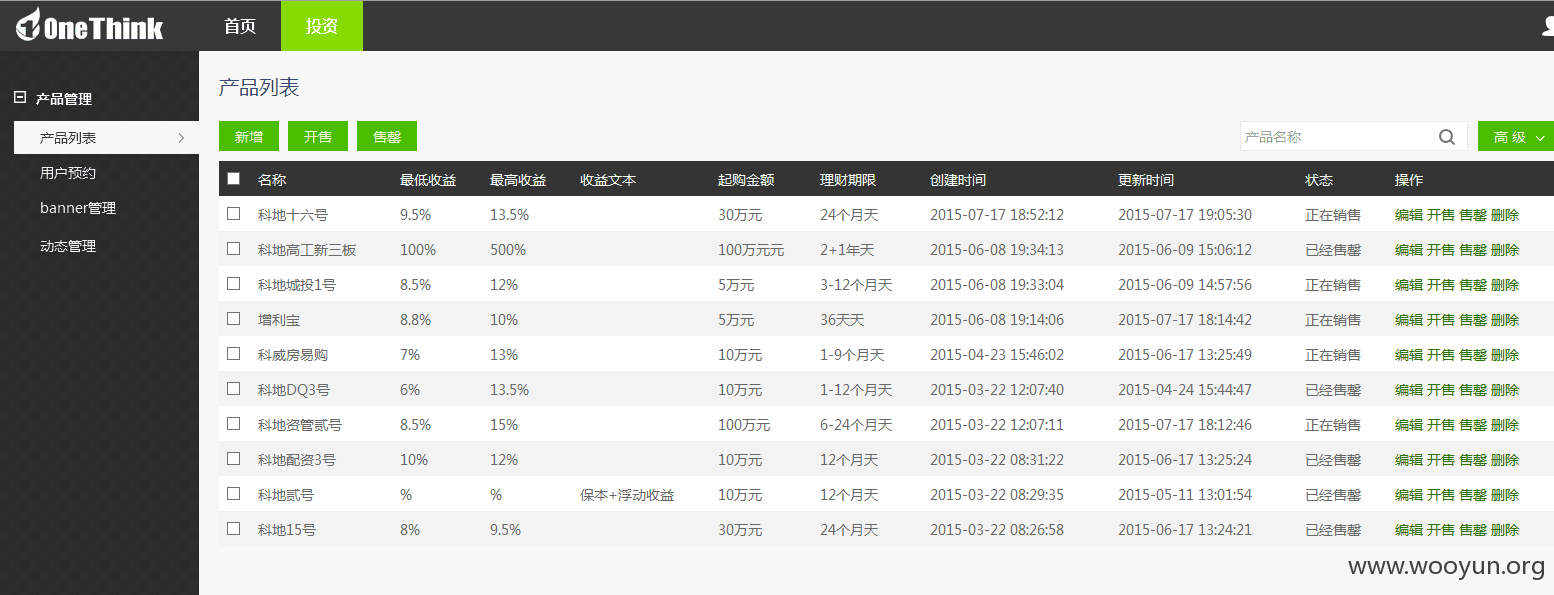 OneThink 首页 投资
产品管理
产品列表
用户预约
banner管理
动态管理
产品列表
新增 开售 售罄 产品名称 高 级
名称 最低收益 最高收益 收益文本 起购金额 理财期限 创建时间 更新时间 状态 操作
科地十六号 9.5% 13.5% 30万元 24个月天 2015-07-17 18:52:12 2015-07-17 19:05:30 正在销售 编辑 开售 售罄 删除
科地高工新三板 100% 500% 100万元元 2+1年天 2015-06-08 19:34:13 2015-06-09 15:06:12 已经售罄 编辑 开售 售罄 删除
科地城投1号 8.5% 12% 5万元 3-12个月天 2015-06-08 19:33:04 2015-06-09 14:57:56 正在销售 编辑 开售 售罄 删除
增利宝 8.8% 10% 5万元 36天天 2015-06-08 19:14:06 2015-07-17 18:14:42 正在销售 编辑 开售 售罄 删除
科威房易购 7% 13% 10万元 1-9个月天 2015-04-23 15:46:02 2015-06-17 13:25:49 正在销售 编辑 开售 售罄 删除
科地DQ3号 6% 13.5% 10万元 1-12个月天 2015-03-22 12:07:40 2015-04-24 15:44:47 已经售罄 编辑 开售 售罄 删除
科地资管贰号 8.5% 15% 100万元 6-24个月天 2015-03-22 12:07:11 2015-07-17 18:12:46 正在销售 编辑 开售 售罄 删除
科地配资3号 10% 12% 10万元 12个月天 2015-03-22 08:31:22 2015-06-17 13:25:24 已经售罄 编辑 开售 售罄 删除
科地贰号 % % 保本+浮动收益 10万元 12个月天 2015-03-22 08:29:35 2015-05-11 13:01:54 已经售罄 编辑 开售 售罄 删除
科地15号 8% 9.5% 30万元 24个月天 2015-03-22 08:26:58 2015-06-17 13:24:21 已经售罄 编辑 开售 售罄 删除
www.wooyun.org